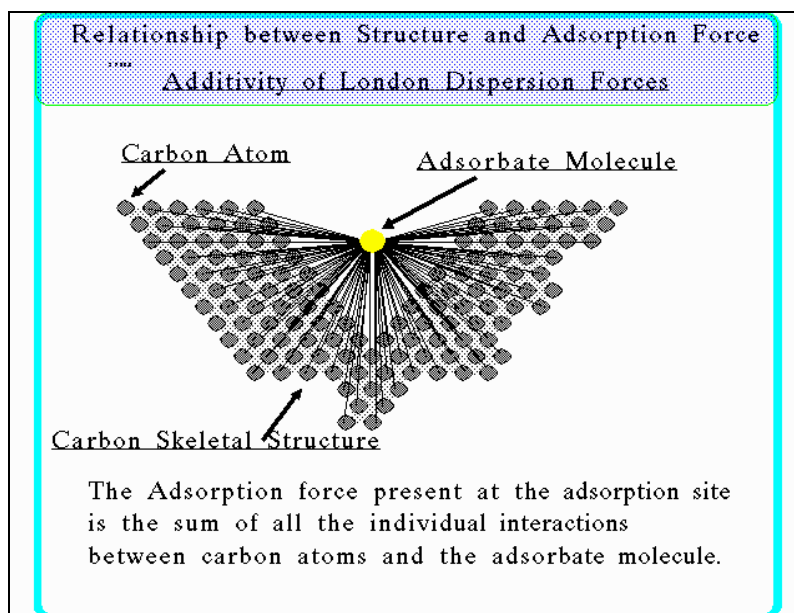 Relationship between Structure and Adsorption Force
Additivity of London Dispersion Forces
Carbon Atom
Adsorbate Molecule
Carbon Skeletal Structure
The Adsorption force present at the adsorption site
is the sum of all the individual interactions
between carbon atoms and the adsorbate molecule.